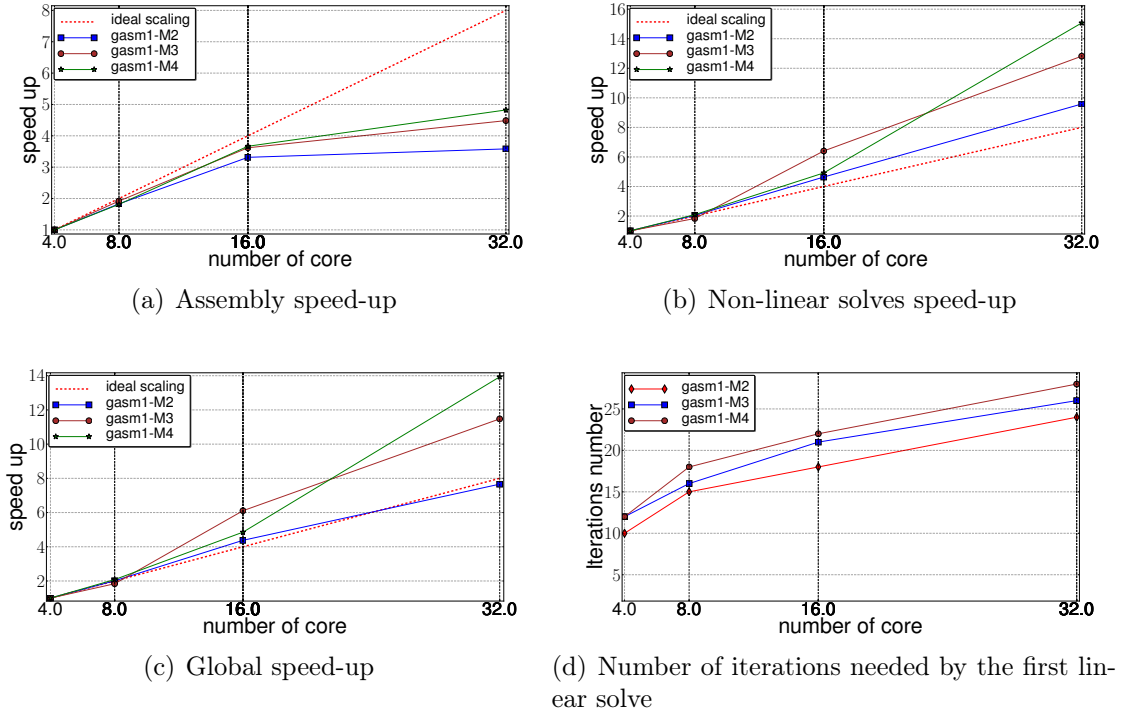 8
7
6
5
4
3
2
1
speed up
ideal scaling
gasm1-M2
gasm1-M3
gasm1-M4
4.0 8.0 16.0 32.0
number of core
(a) Assembly speed-up
16
14
12
10
8
6
4
2
speed up
ideal scaling
gasm1-M2
gasm1-M3
gasm1-M4
4.0 8.0 16.0 32.0
number of core
(b) Non-linear solves speed-up
14
12
10
8
6
4
2
speed up
ideal scaling
gasm1-M2
gasm1-M3
gasm1-M4
4.0 8.0 16.0 32.0
number of core
(c) Global speed-up
25
20
15
10
5
Iterations number
gasm1-M2
gasm1-M3
gasm1-M4
4.0 8.0 16.0 32.0
number of core
(d) Number of iterations needed by the first lin-
ear solve